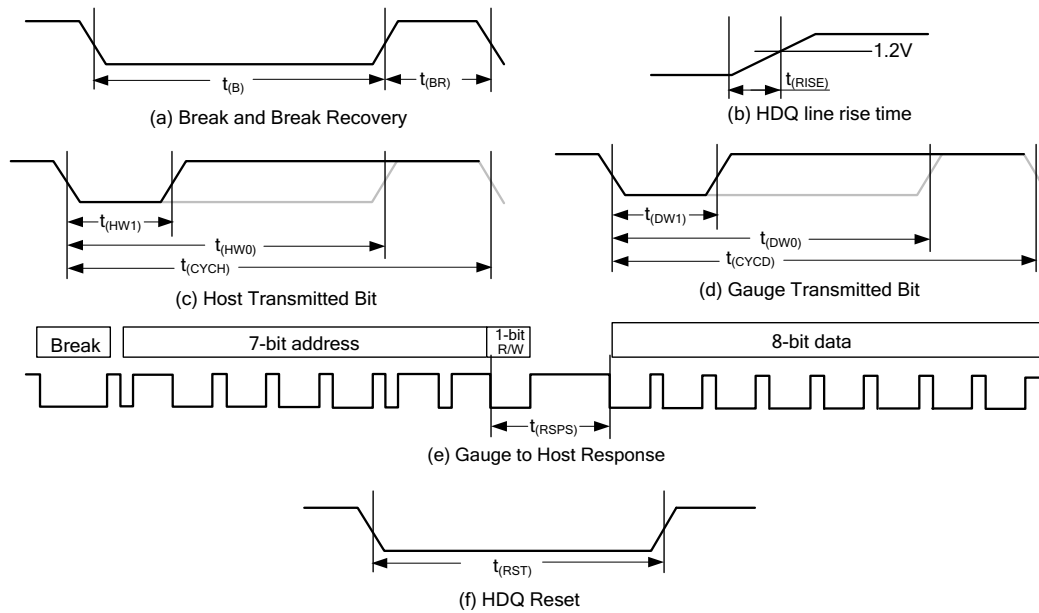 t(B)
t(BR)
(a) Break and Break Recovery
1.2V
t(RISE)
(b) HDQ line rise time
t(HW1)
t(HW0)
t(CYCH)
(c) Host Transmitted Bit
t(DW1)
t(DW0)
t(CYCD)
(d) Gauge Transmitted Bit
Break
7-bit address
1-bit
R/W
8-bit data
t(RSPS)
(e) Gauge to Host Response
t(RST)
(f) HDQ Reset